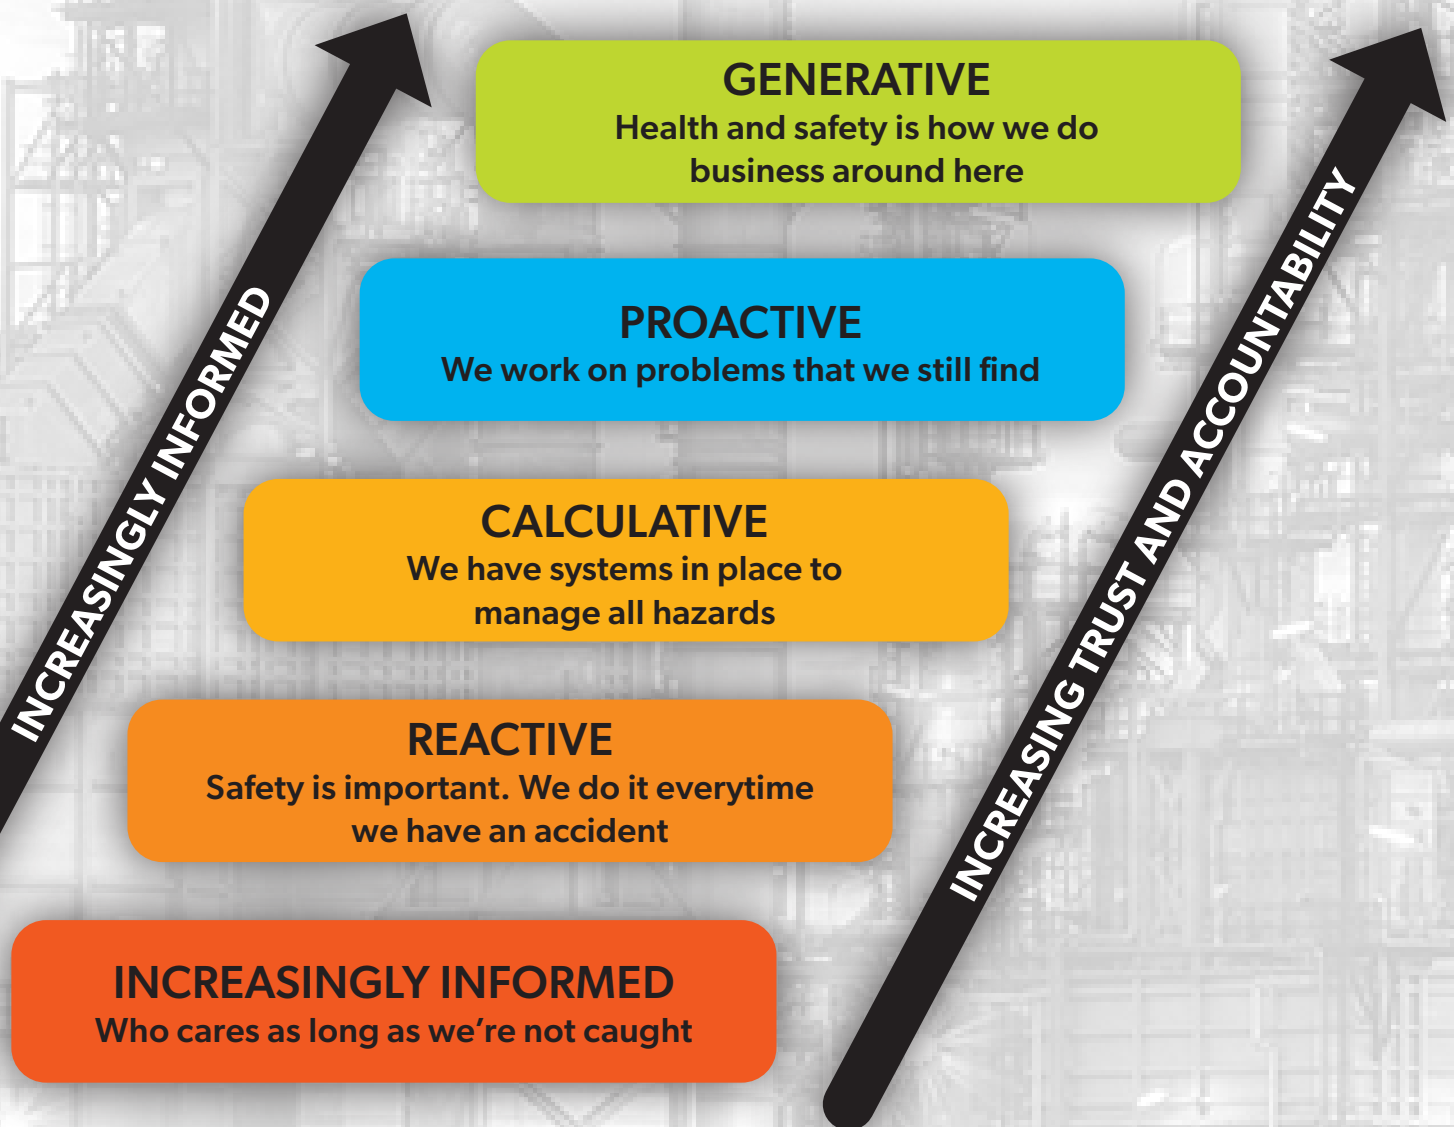 GENERATIVE
Health and safety is how we do
business around here
PROACTIVE
We work on problems that we still find
CALCULATIVE
We have systems in place to
manage all hazards
REACTIVE
Safety is important. We do it everytime
we have an accident
INCREASINGLY INFORMED
Who cares as long as we're not caught
INCREASINGLY INFORMED
INCREASING TRUST AND ACCOUNTABILITY